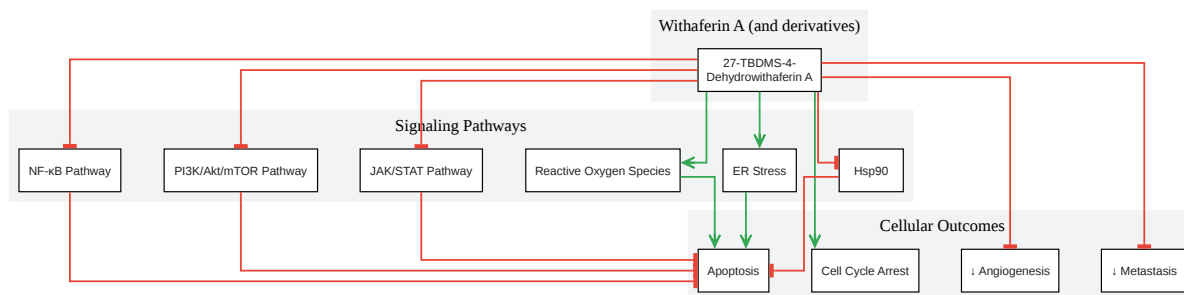 Withaferin A (and derivatives)
27-TBDMS-4-
Dehydrowithaferin A
Signaling Pathways
NF-κB Pathway
PI3K/Akt/mTOR Pathway
JAK/STAT Pathway
Reactive Oxygen Species
ER Stress
Hsp90
Cellular Outcomes
Apoptosis
Cell Cycle Arrest
↓ Angiogenesis
↓ Metastasis